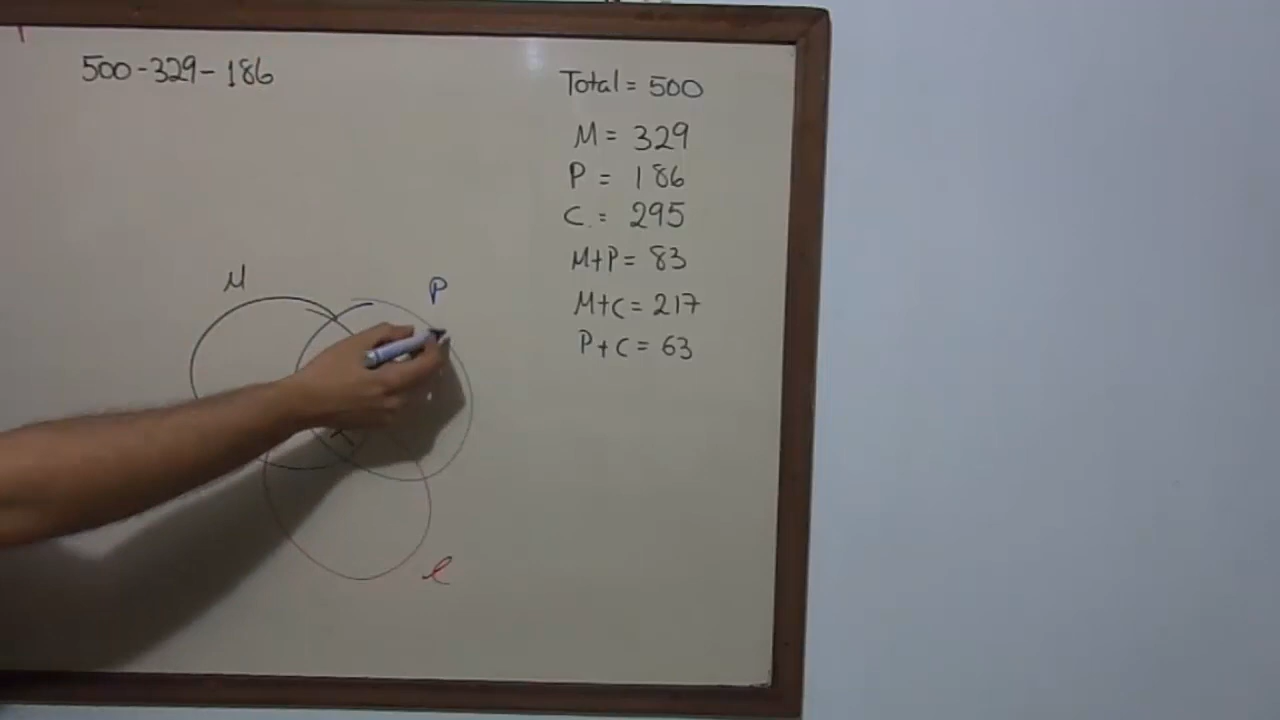 500-329-186
Total = 500
M = 329
P = 186
C. = 295
M+P = 83
M+C = 217
P+C = 63
M
P
x
C